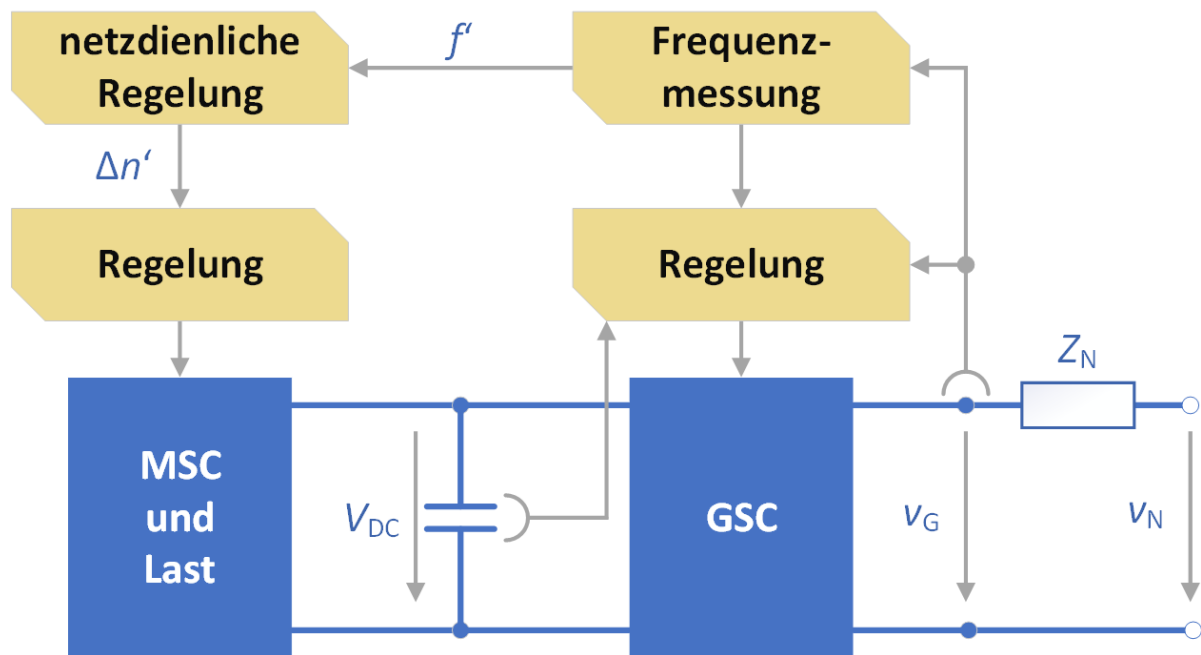 netzdienliche
Regelung
f‘
Frequenz-
messung
Δn‘
Regelung
Regelung
MSC
und
Last
V_DC
GSC
v_G
Z_N
v_N